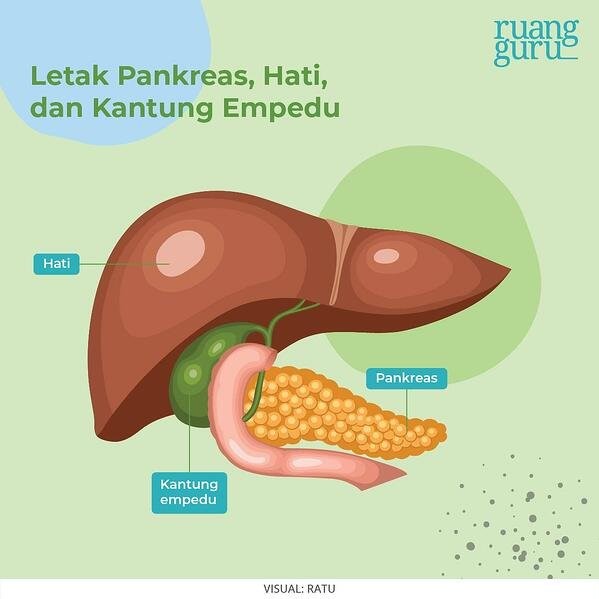 ruang
guru
Letak Pankreas, Hati,
dan Kantung Empedu
Hati
Pankreas
Kantung
empedu
VISUAL: RATU